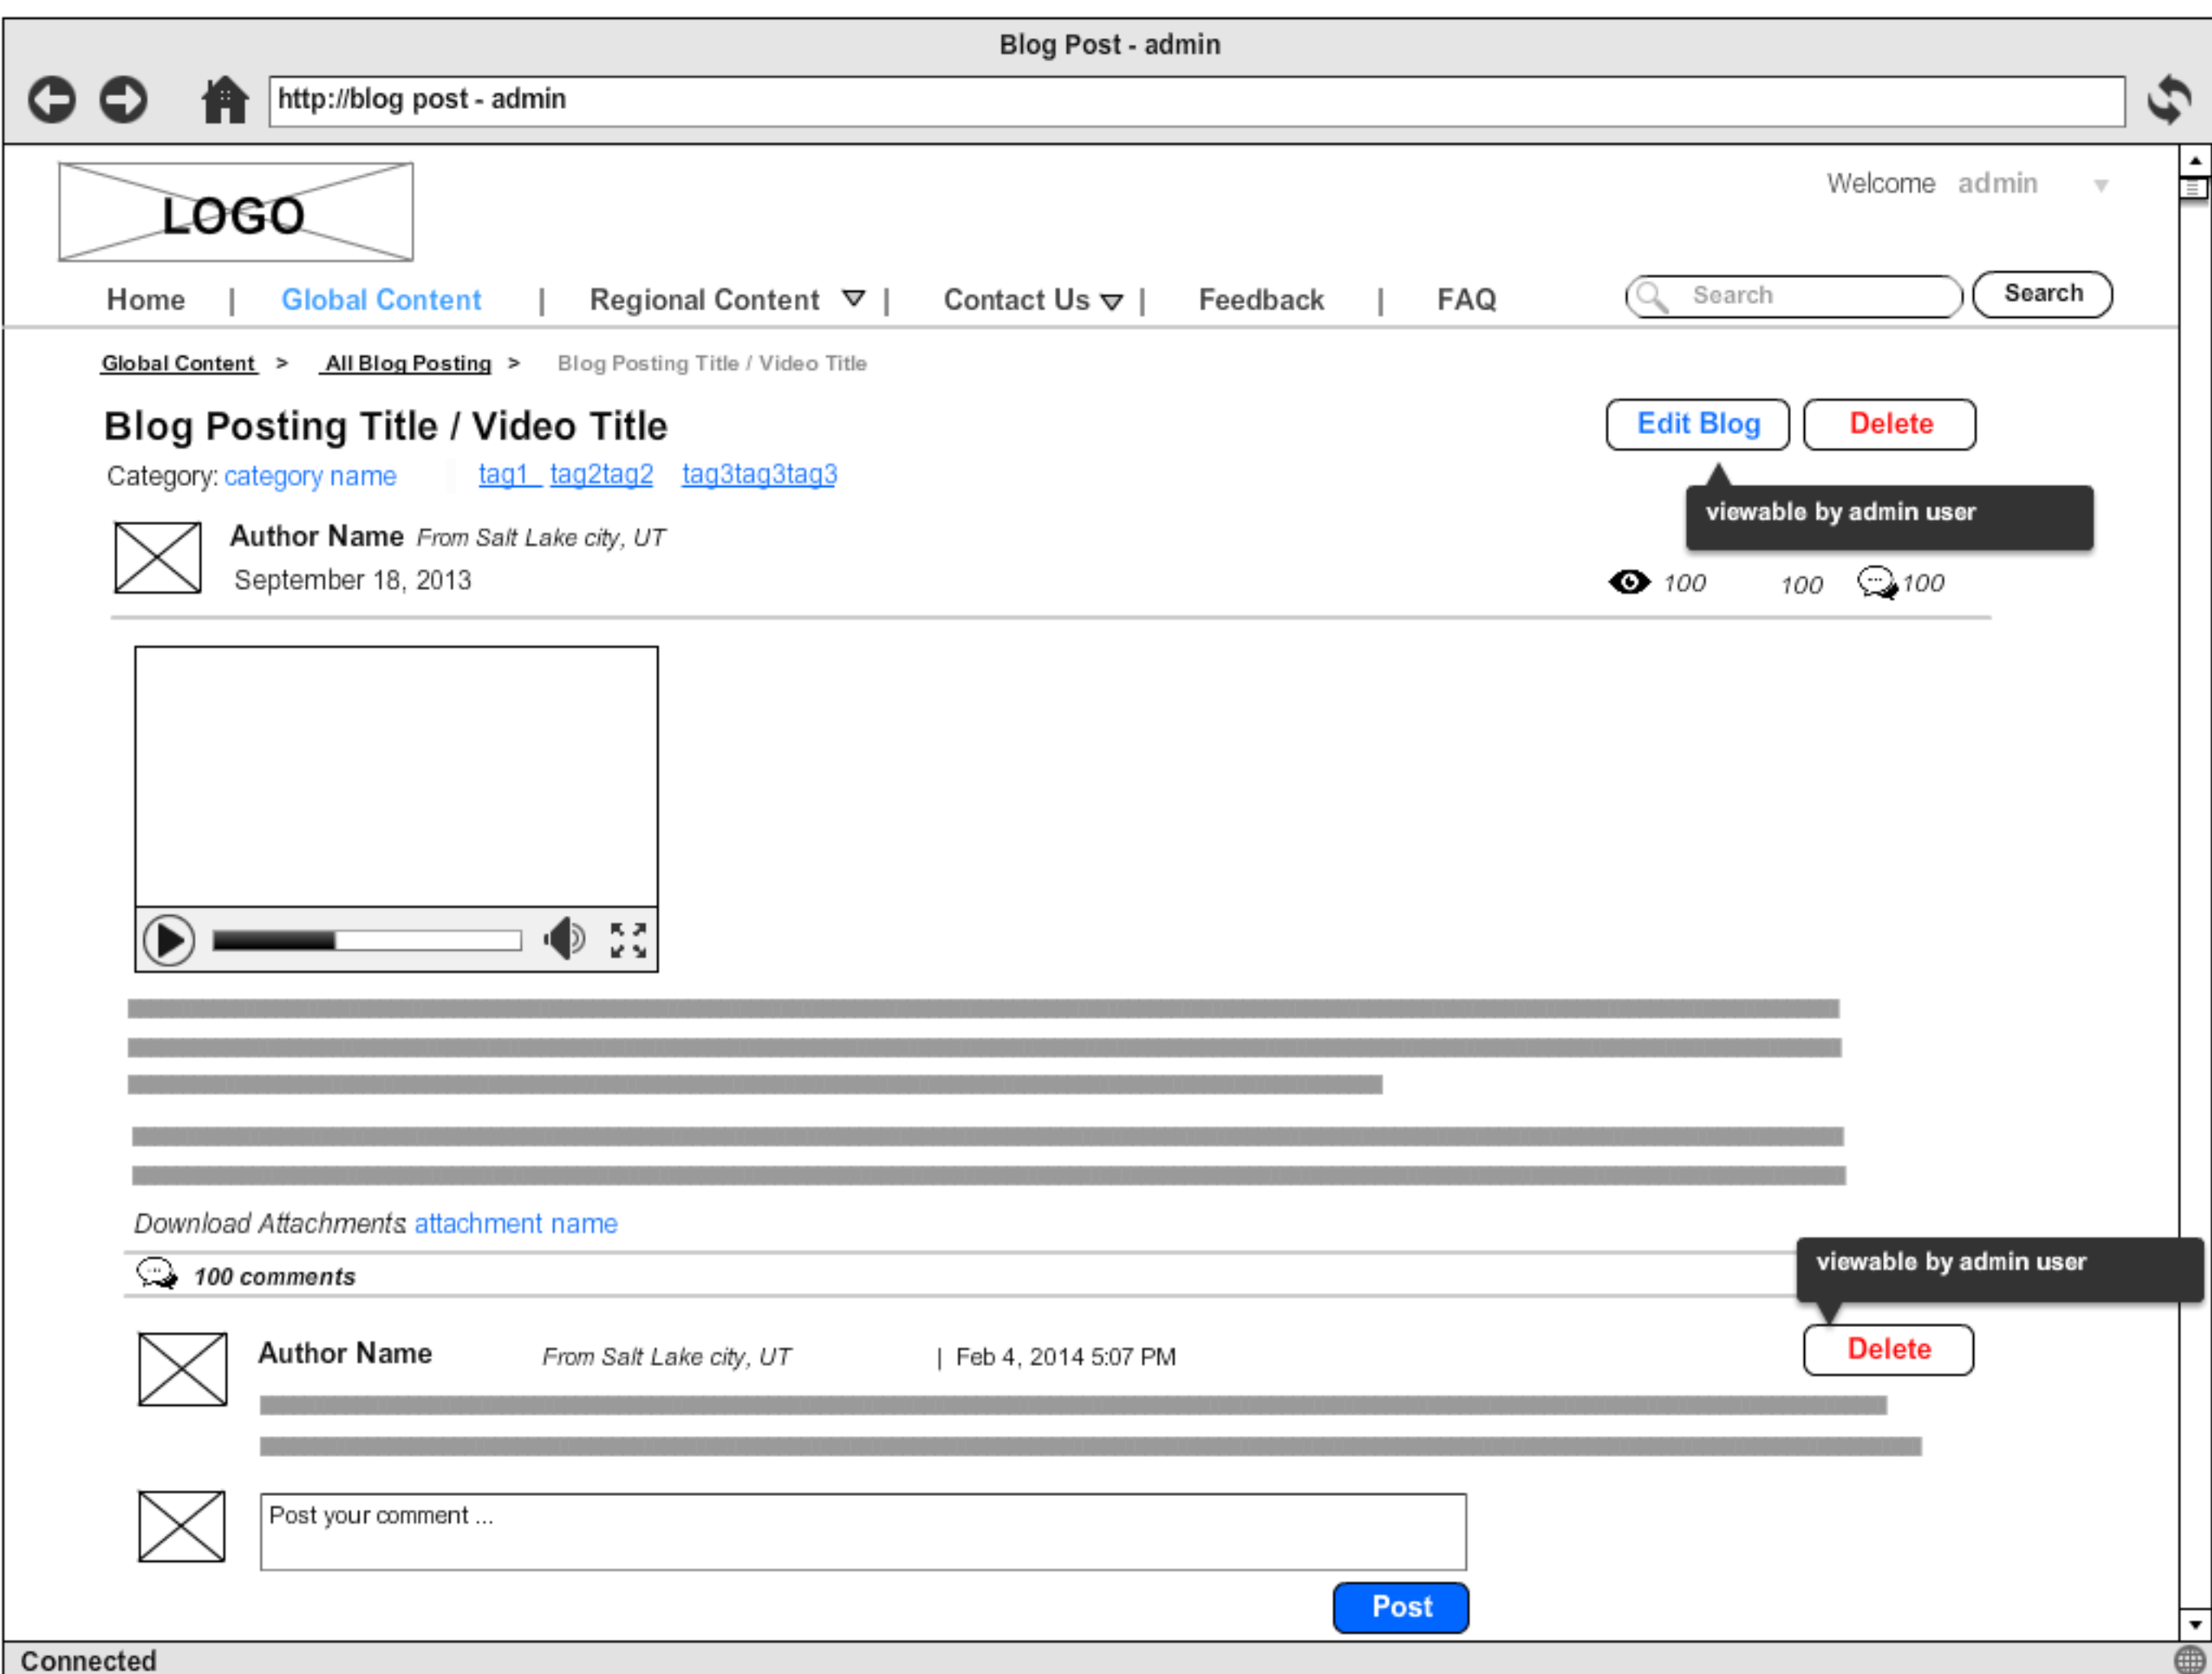 Blog Post - admin
http://blog post - admin
LOGO
Welcome admin
Home | Global Content | Regional Content | Contact Us | Feedback | FAQ
Search
Search
Global Content > All Blog Posting > Blog Posting Title / Video Title
Blog Posting Title / Video Title
Edit Blog
Delete
Category: category name tag1 tag2tag2 tag3tag3tag3
viewable by admin user
Author Name From Salt Lake city, UT
September 18, 2013
100 100 100
Download Attachments: attachment name
100 comments
viewable by admin user
Author Name From Salt Lake city, UT | Feb 4, 2014 5:07 PM
Delete
Post your comment ...
Post
Connected